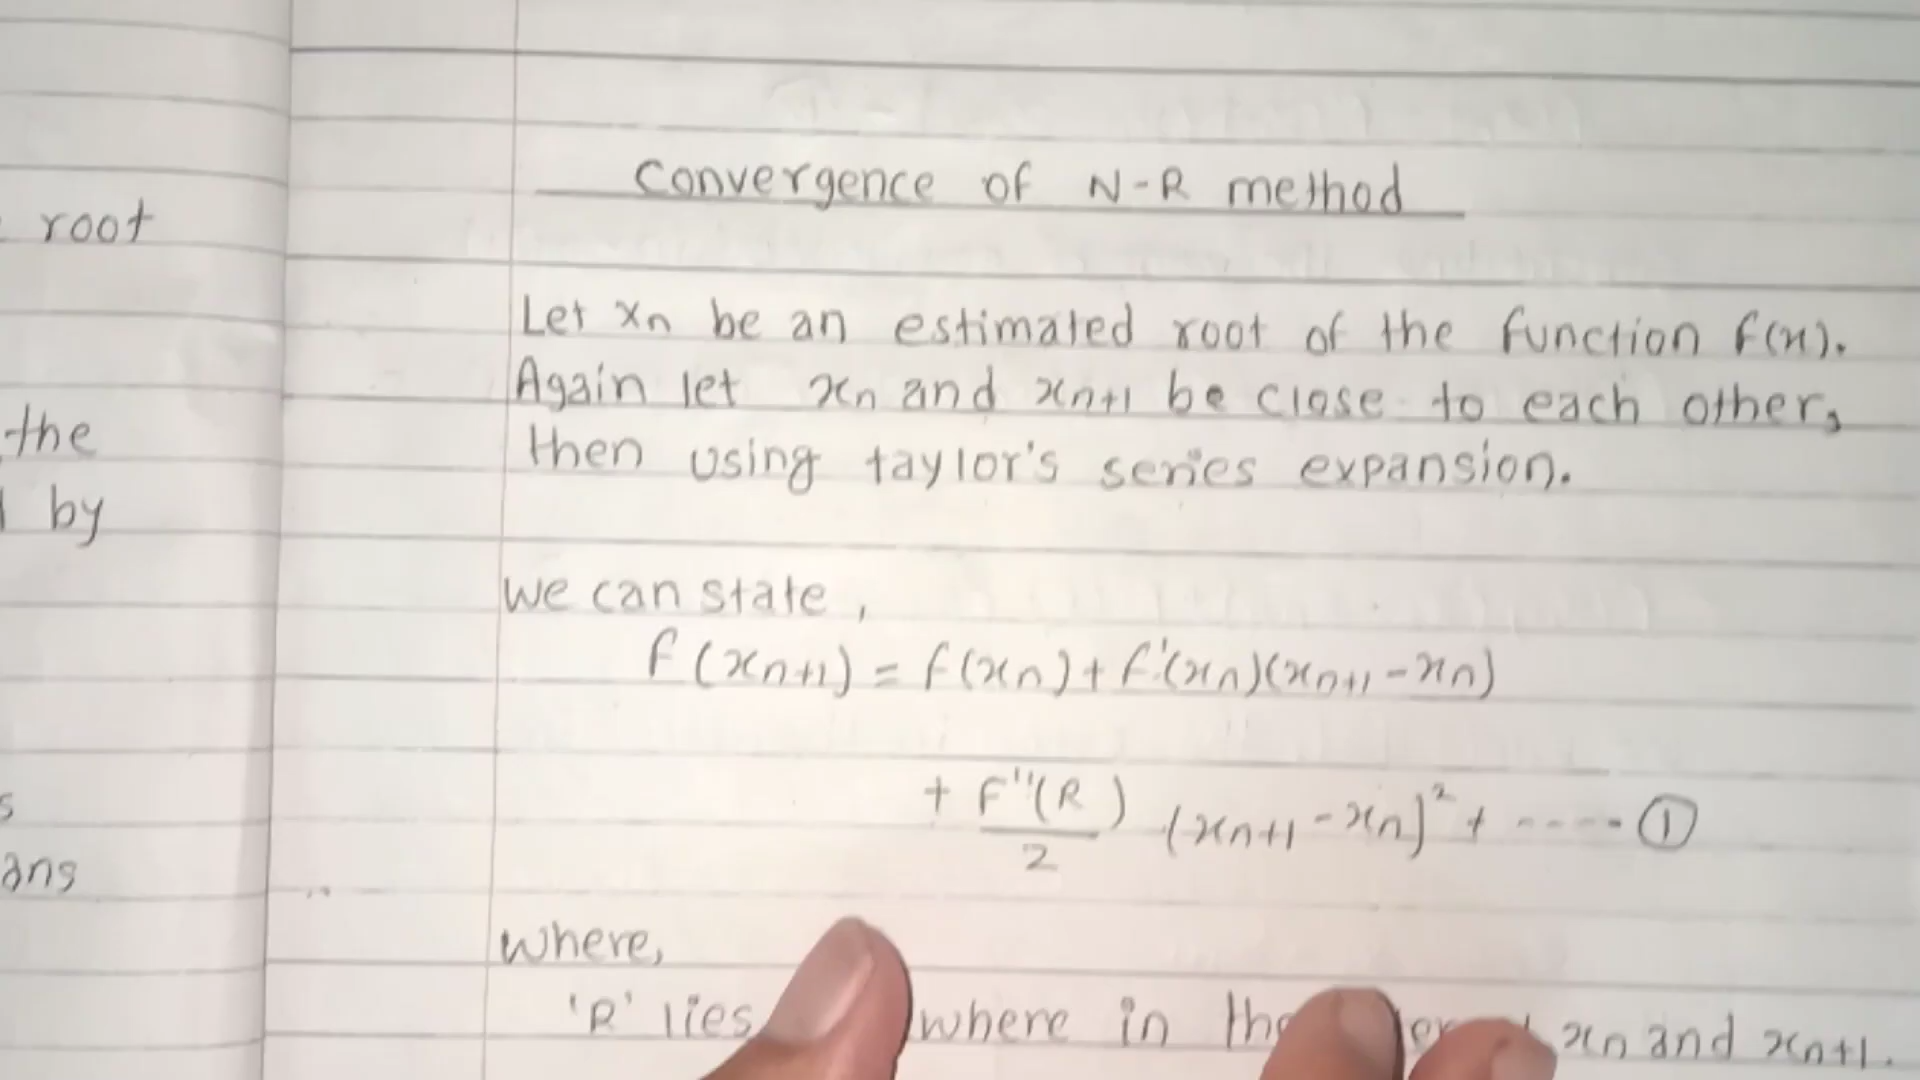 root
the
by
s
ans
Convergence of N-R method
Let xn be an estimated root of the function f(x).
Again let xn and xn+1 be close to each other,
then using taylor's series expansion.
We can state,
f(xn+1) = f(xn) + f'(xn)(xn+1 - xn)
+ F''(R)/2 (xn+1 - xn)² + ----- ①
Where,
'R' lies where in the xn and xn+1.